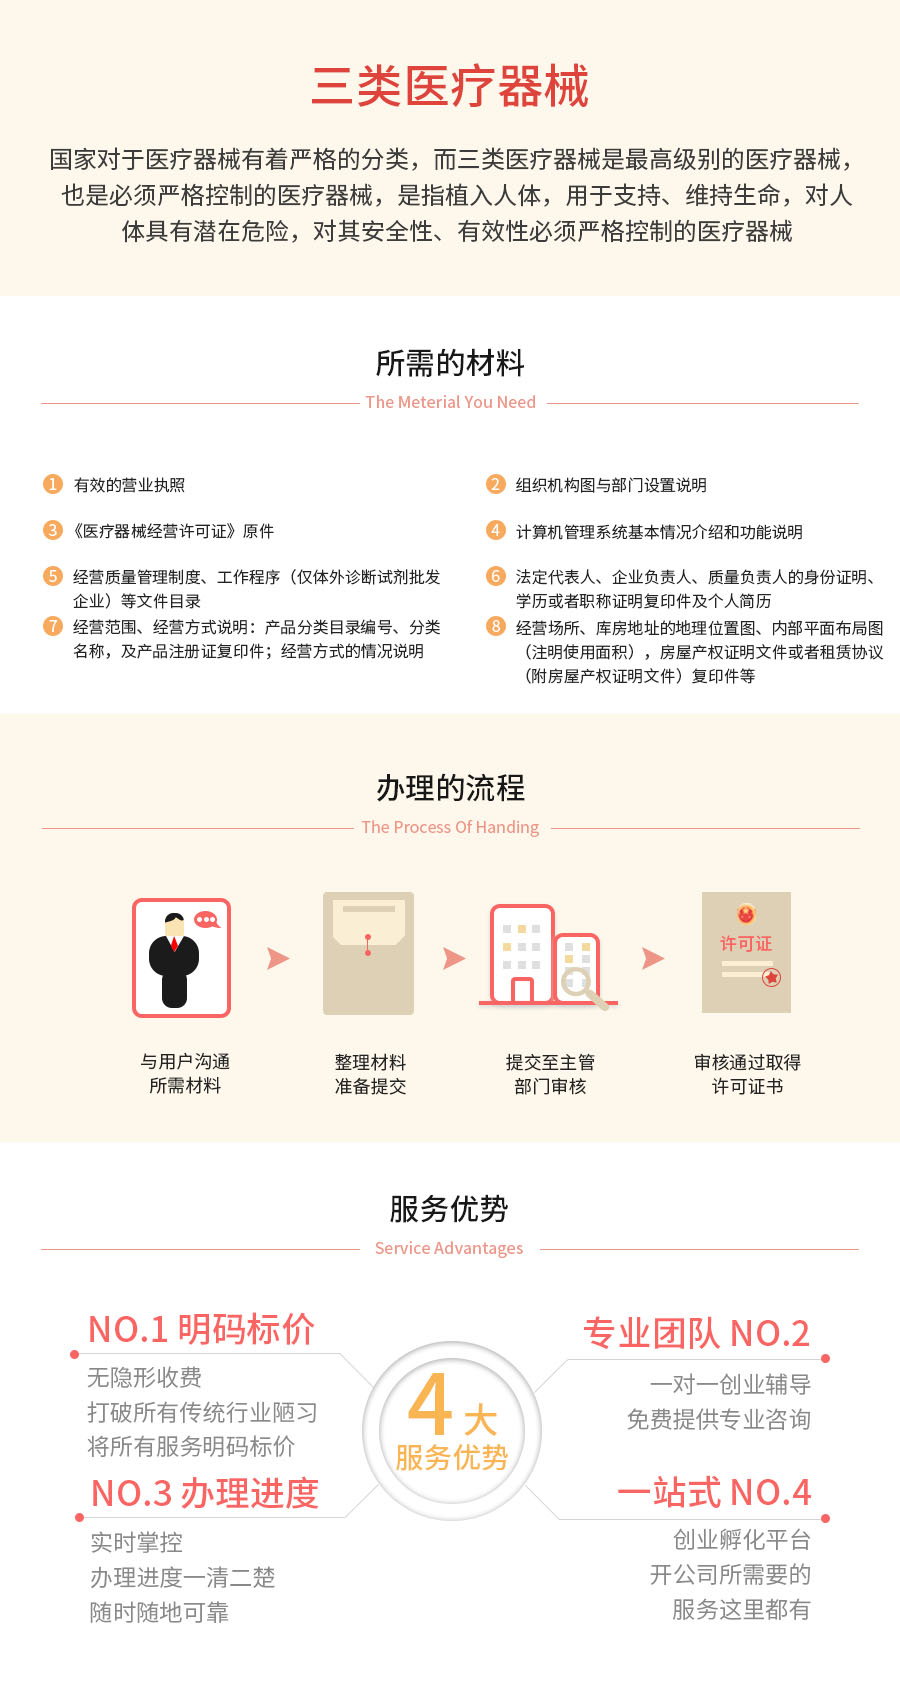 三类医疗器械
国家对于医疗器械有着严格的分类，而三类医疗器械是最高级别的医疗器械，
也是必须严格控制的医疗器械，是指植入人体，用于支持、维持生命，对人
体具有潜在危险，对其安全性、有效性必须严格控制的医疗器械
所需的材料
The Meterial You Need
1 有效的营业执照
2 组织机构图与部门设置说明
3 《医疗器械经营许可证》原件
4 计算机管理系统基本情况介绍和功能说明
5 经营质量管理制度、工作程序（仅体外诊断试剂批发
企业）等文件目录
6 法定代表人、企业负责人、质量负责人的身份证明、
学历或者职称证明复印件及个人简历
7 经营范围、经营方式说明：产品分类目录编号、分类
名称，及产品注册证复印件；经营方式的情况说明
8 经营场所、库房地址的地理位置图、内部平面布局图
（注明使用面积），房屋产权证明文件或者租赁协议
（附房屋产权证明文件）复印件等
办理的流程
The Process Of Handing
许可证
与用户沟通
所需材料
整理材料
准备提交
提交至主管
部门审核
审核通过取得
许可证书
服务优势
Service Advantages
NO.1 明码标价
无隐形收费
打破所有传统行业陋习
将所有服务明码标价
专业团队 NO.2
一对一创业辅导
免费提供专业咨询
4 大
服务优势
NO.3 办理进度
实时掌控
办理进度一清二楚
随时随地可靠
一站式 NO.4
创业孵化平台
开公司所需要的
服务这里都有